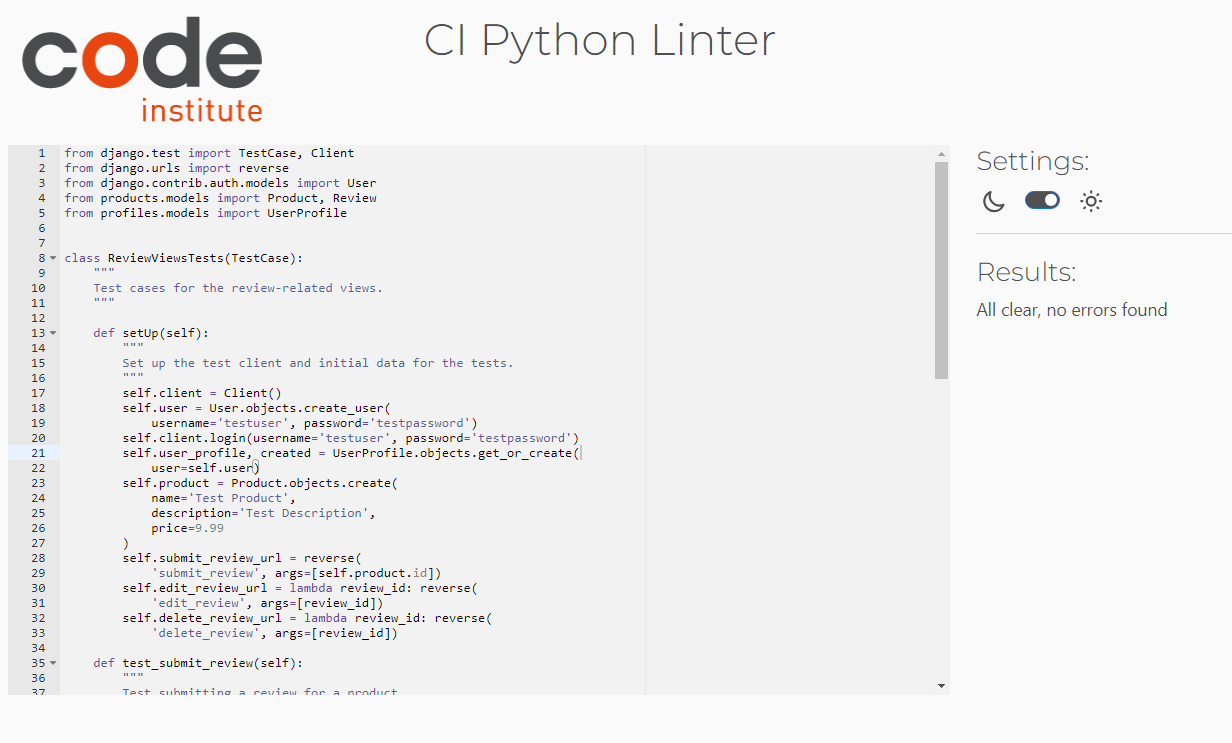 code
institute
CI Python Linter
1 from django.test import TestCase, Client
2 from django.urls import reverse
3 from django.contrib.auth.models import User
4 from products.models import Product, Review
5 from profiles.models import UserProfile
6
7
8 class ReviewViewsTests(TestCase):
9     """
10     Test cases for the review-related views.
11     """
12
13     def setUp(self):
14         """
15         Set up the test client and initial data for the tests.
16         """
17         self.client = Client()
18         self.user = User.objects.create_user(
19             username='testuser', password='testpassword')
20         self.client.login(username='testuser', password='testpassword')
21         self.user_profile, created = UserProfile.objects.get_or_create(
22             user=self.user)
23         self.product = Product.objects.create(
24             name='Test Product',
25             description='Test Description',
26             price=9.99
27         )
28         self.submit_review_url = reverse(
29             'submit_review', args=[self.product.id])
30         self.edit_review_url = lambda review_id: reverse(
31             'edit_review', args=[review_id])
32         self.delete_review_url = lambda review_id: reverse(
33             'delete_review', args=[review_id])
34
35     def test_submit_review(self):
36         """
37         Test submitting a review for a product
Settings:
Results:
All clear, no errors found